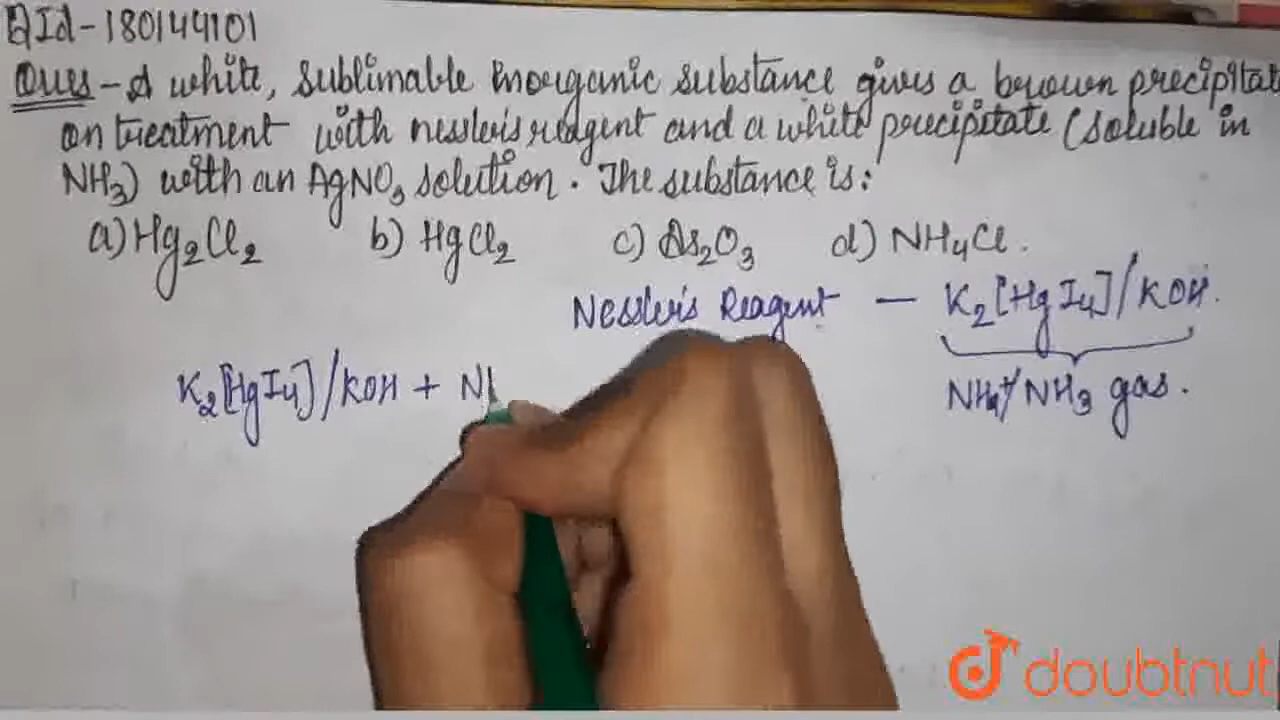 QId-180144101
Ques - A white, sublimable inorganic substance gives a brown precipitat
on treatment with nessler's reagent and a white precipitate (soluble in
NH3) with an AgNO3 solution. The substance is:
a) Hg2Cl2 b) HgCl2 c) As2O3 d) NH4Cl.
Nessler's Reagent — K2[HgI4]/KOH.
K2[HgI4]/KOH + N
NH4+/NH3 gas.
doubtnut